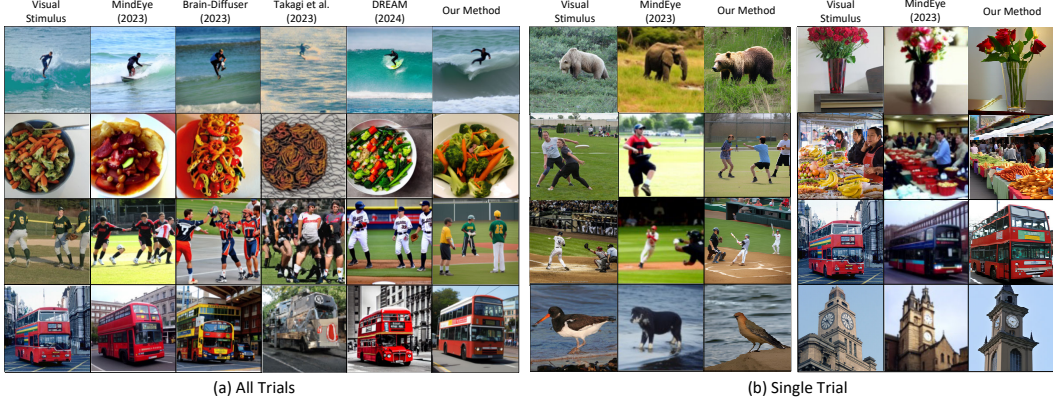 Visual
Stimulus
MindEye
(2023)
Brain-Diffuser
(2023)
Takagi et al.
(2023)
DREAM
(2024)
Our Method
Visual
Stimulus
MindEye
(2023)
Our Method
Visual
Stimulus
MindEye
(2023)
Our Method
(a) All Trials
(b) Single Trial